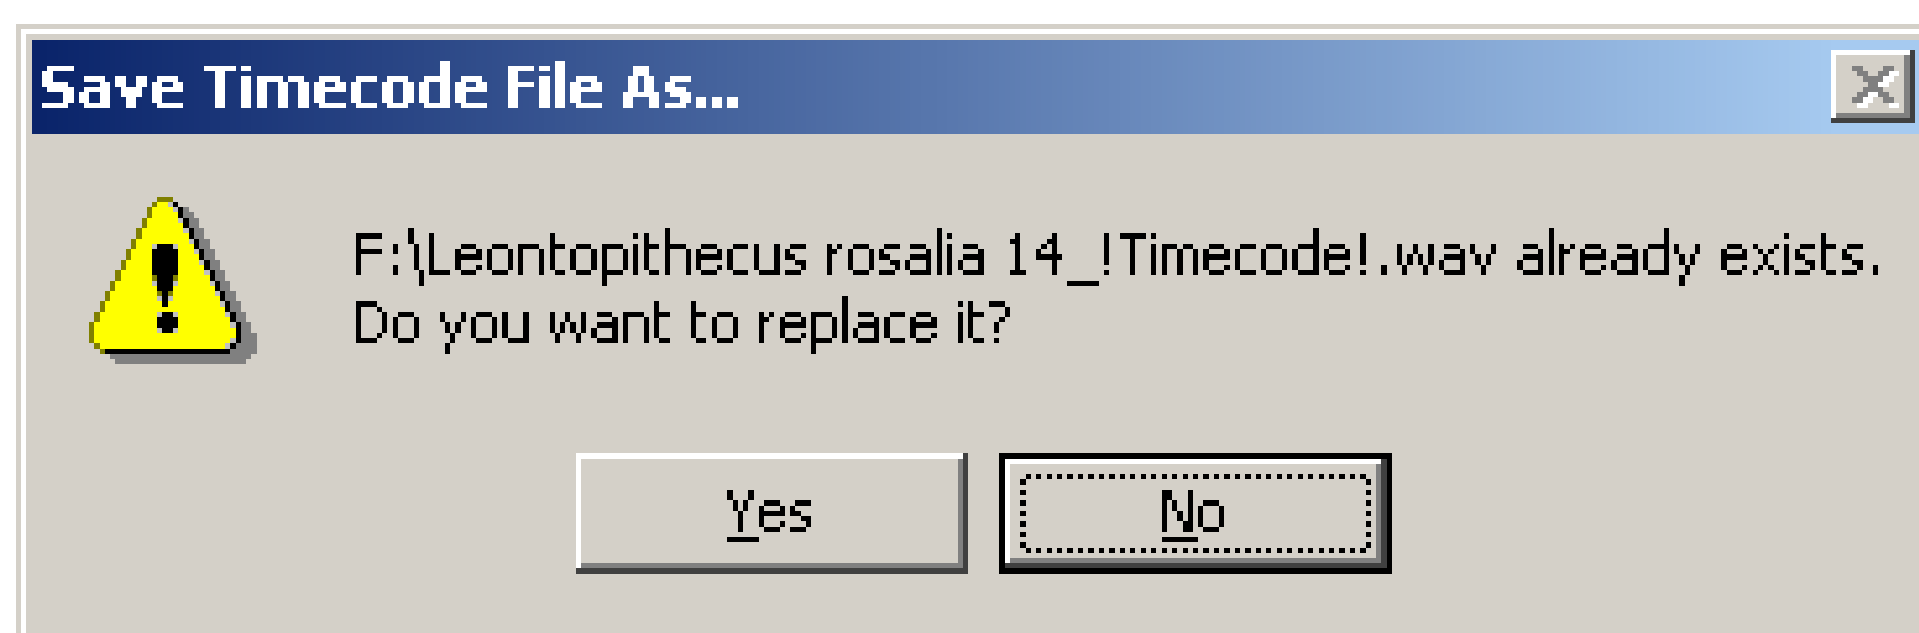 Save Timecode File As...
F:\Leontopithecus rosalia 14_!Timecode!.wav already exists.
Do you want to replace it?
Yes
No